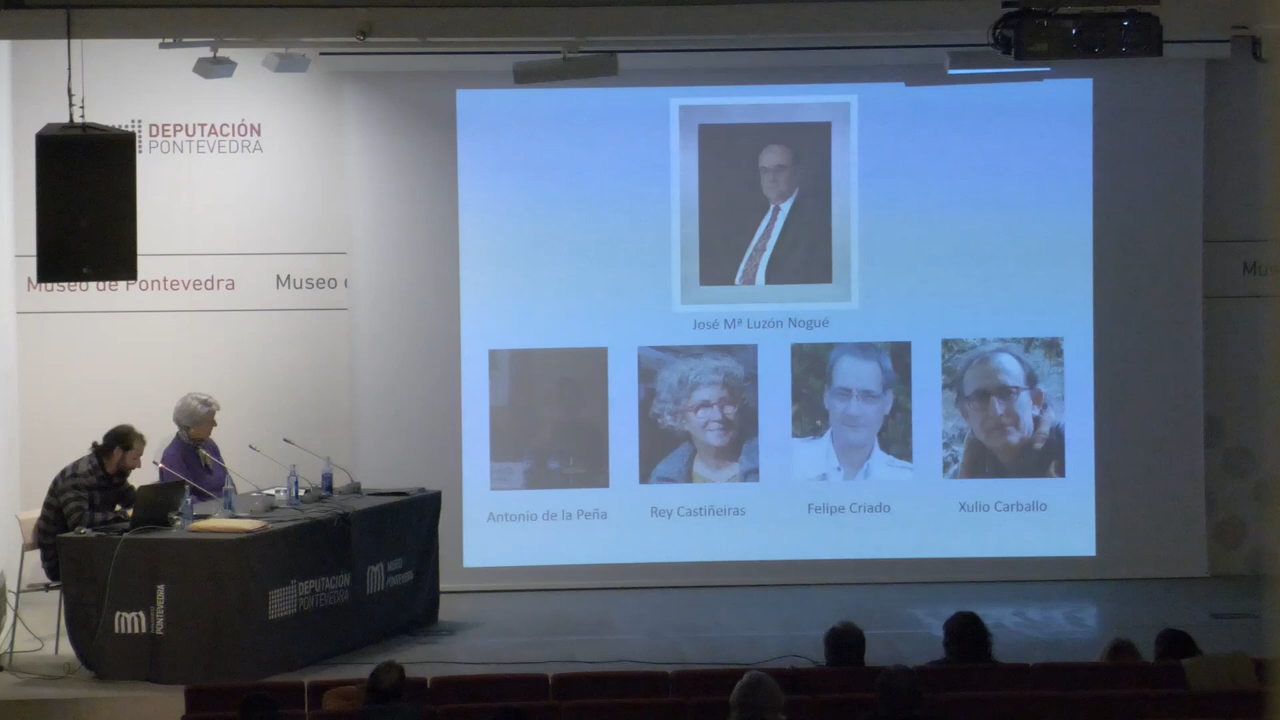 DEPUTACIÓN
PONTEVEDRA
Museo de Pontevedra
Museo
José Mª Luzón Nogué
Antonio de la Peña
Rey Castiñeiras
Felipe Criado
Xulio Carballo
DEPUTACIÓN
PONTEVEDRA
MUSEO
PONTEVEDRA
PONTEVEDRA